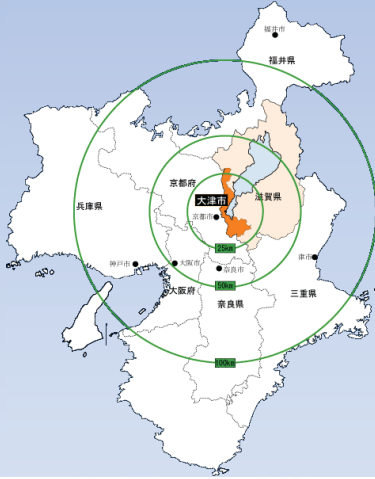 福井市
福井県
京都府
大津市
滋賀県
兵庫県
京都市
25km
津市
神戸市
大阪市
奈良市
50km
大阪府
奈良県
三重県
100km